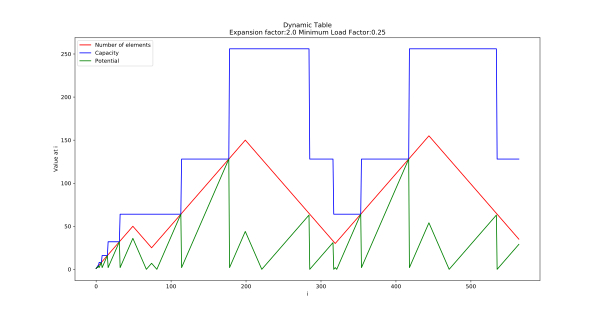 Dynamic Table
Expansion factor:2.0 Minimum Load Factor:0.25
Number of elements
Capacity
Potential
Value at i
250
200
150
100
50
0
0
100
200
300
400
500
i